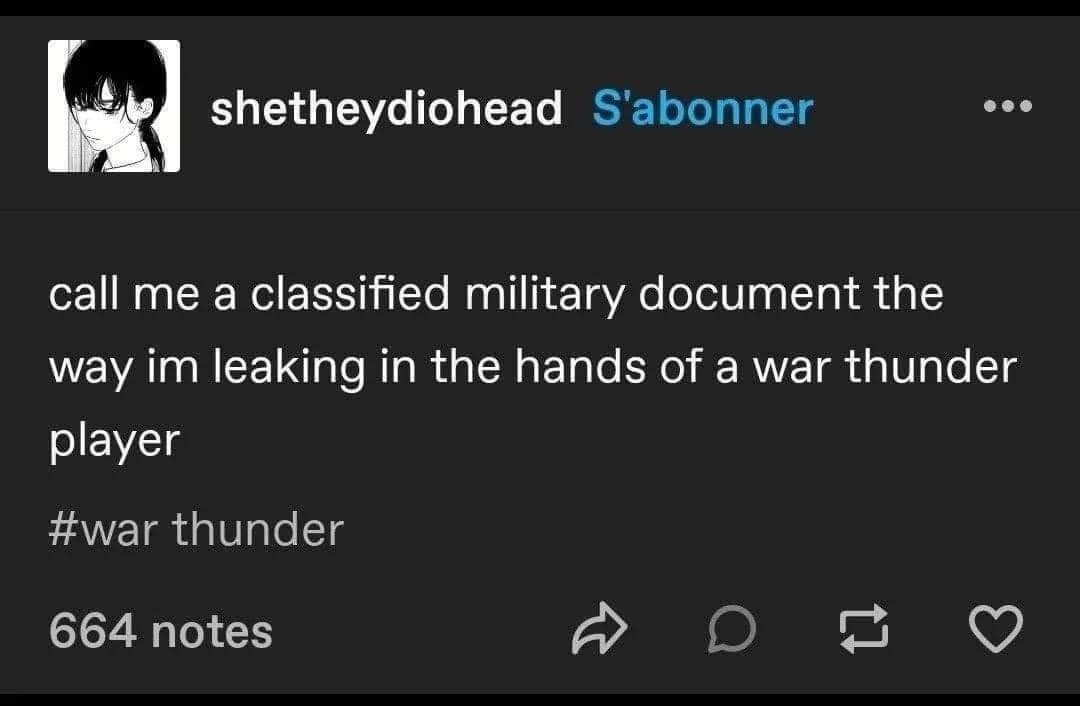 shetheydiohead S'abonner
call me a classified military document the
way im leaking in the hands of a war thunder
player
#war thunder
664 notes